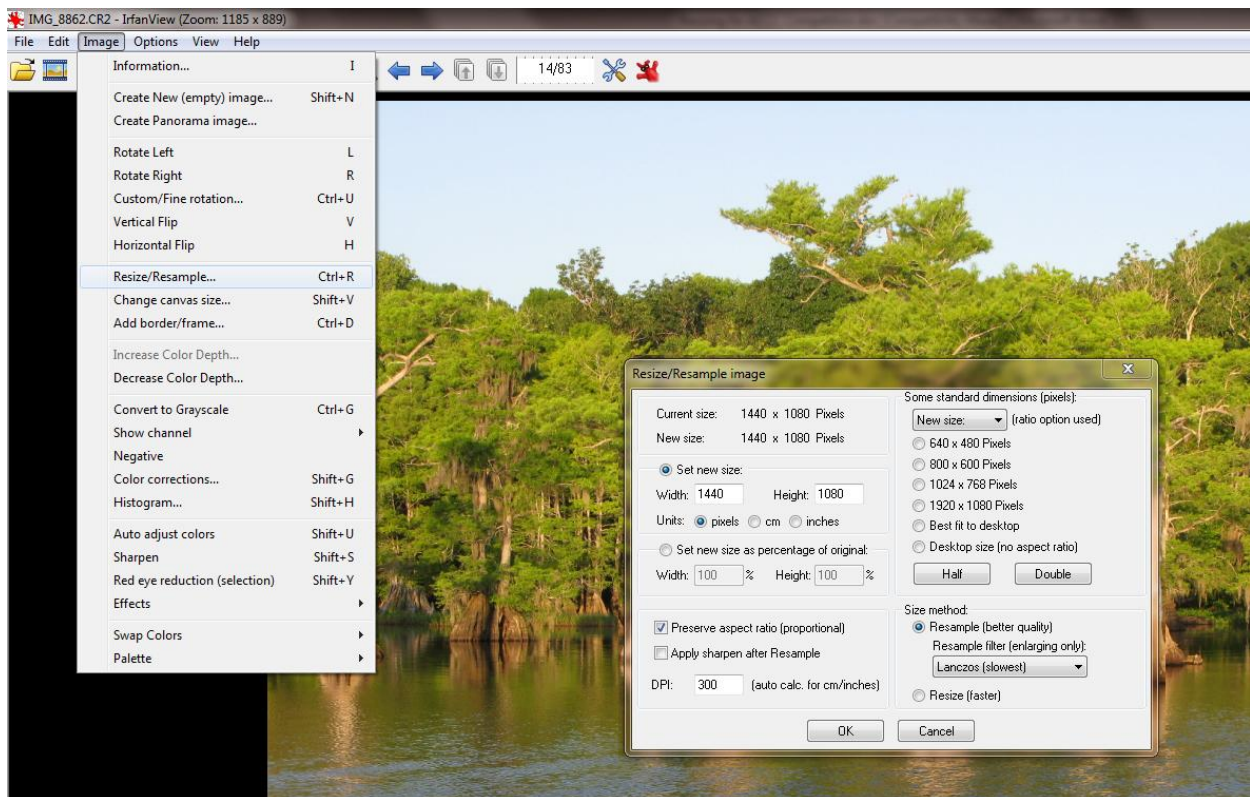 IMG_8862.CR2 - IrfanView (Zoom: 1185 x 889)
File Edit Image Options View Help
14/83
Information... I
Create New (empty) image... Shift+N
Create Panorama image...
Rotate Left L
Rotate Right R
Custom/Fine rotation... Ctrl+U
Vertical Flip V
Horizontal Flip H
Resize/Resample... Ctrl+R
Change canvas size... Shift+V
Add border/frame... Ctrl+D
Increase Color Depth...
Decrease Color Depth...
Convert to Grayscale Ctrl+G
Show channel
Negative
Color corrections... Shift+G
Histogram... Shift+H
Auto adjust colors Shift+U
Sharpen Shift+S
Red eye reduction (selection) Shift+Y
Effects
Swap Colors
Palette
Resize/Resample image
Current size: 1440 x 1080 Pixels
New size: 1440 x 1080 Pixels
Set new size:
Width: 1440 Height: 1080
Units: pixels cm inches
Set new size as percentage of original:
Width: 100 % Height: 100 %
Preserve aspect ratio (proportional)
Apply sharpen after Resample
DPI: 300 (auto calc. for cm/inches)
Some standard dimensions (pixels):
New size: (ratio option used)
640 x 480 Pixels
800 x 600 Pixels
1024 x 768 Pixels
1920 x 1080 Pixels
Best fit to desktop
Desktop size (no aspect ratio)
Half Double
Size method:
Resample (better quality)
Resample filter (enlarging only):
Lanczos (slowest)
Resize (faster)
OK Cancel